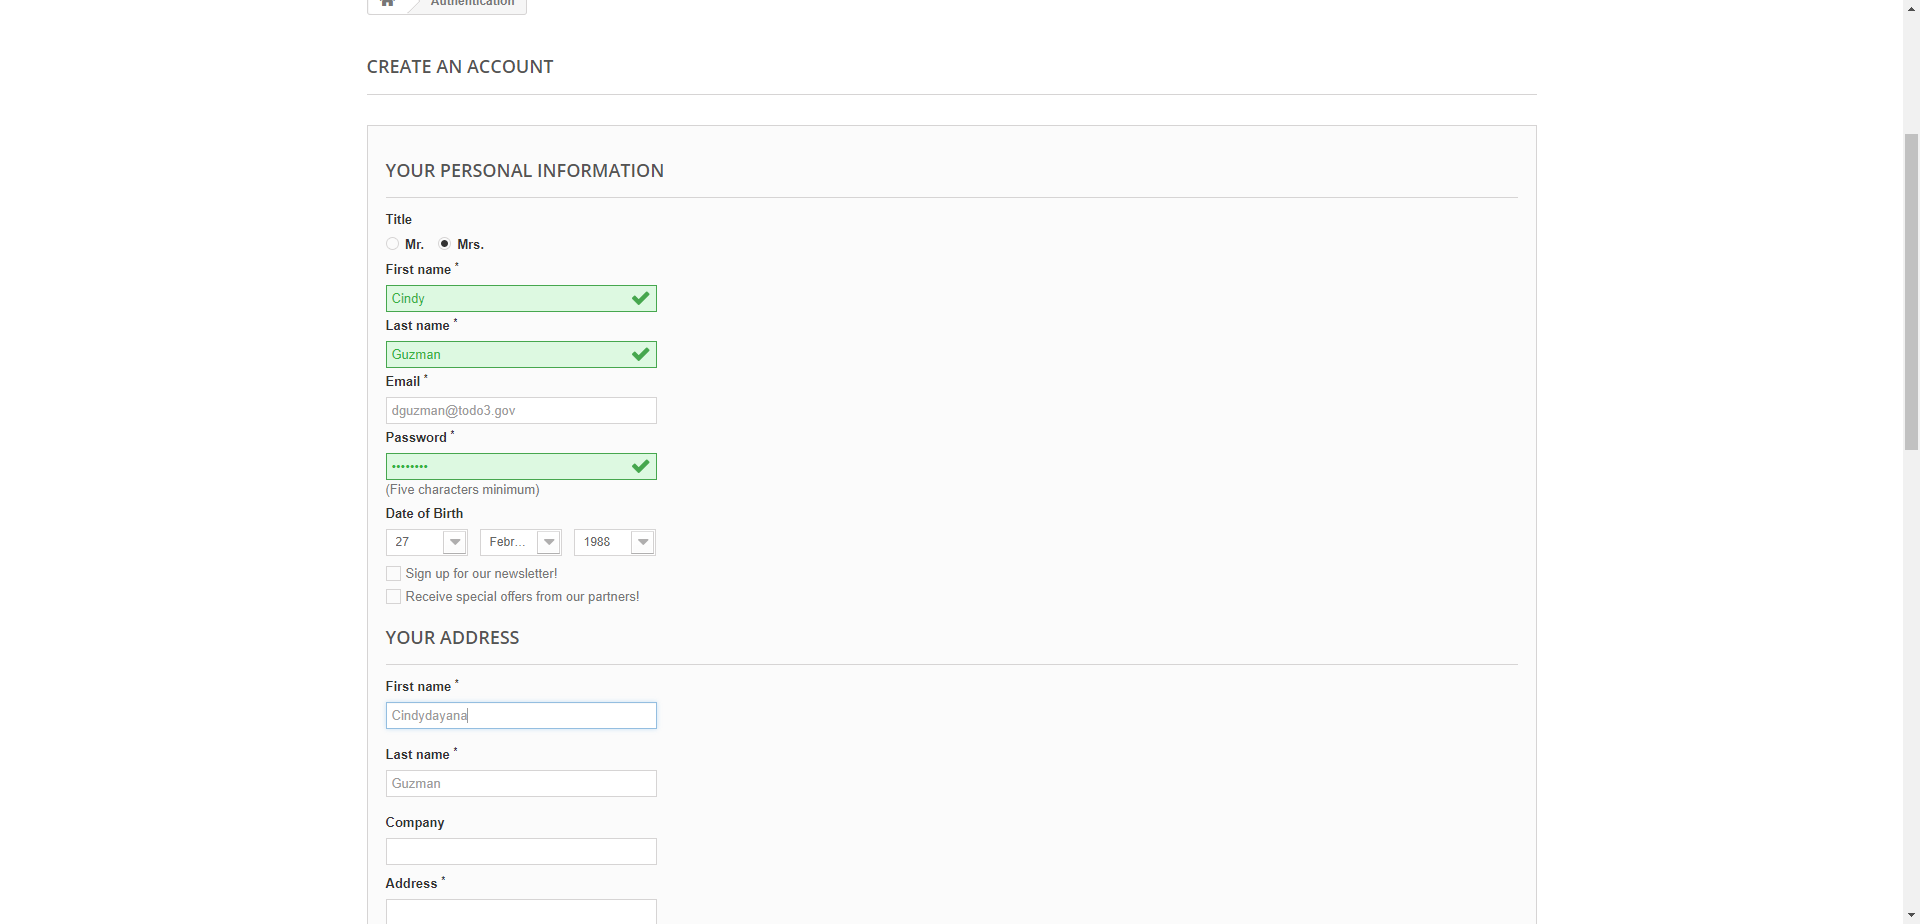 Authentication
CREATE AN ACCOUNT
YOUR PERSONAL INFORMATION
Title
Mr. Mrs.
First name *
Cindy
Last name *
Guzman
Email *
dguzman@todo3.gov
Password *
••••••••
(Five characters minimum)
Date of Birth
27 Febr... 1988
Sign up for our newsletter!
Receive special offers from our partners!
YOUR ADDRESS
First name *
Cindydayana
Last name *
Guzman
Company
Address *